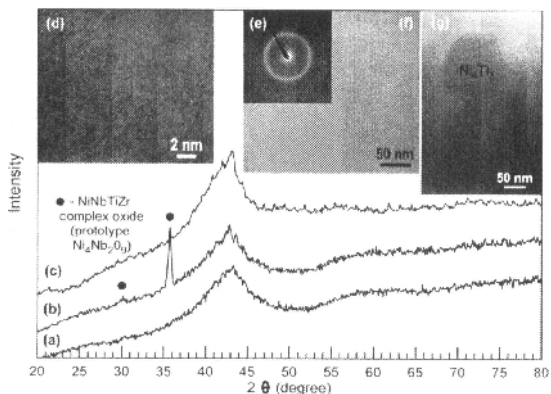 (d)
(e)
(f)
(g)
2 nm
50 nm
50 nm
Intensity
● - NiNbTiZr
complex oxide
(prototype
Ni₄Nb₂O₉)
(c)
(b)
(a)
20 25 30 35 40 45 50 55 60 65 70 75 80
2 θ (degree)